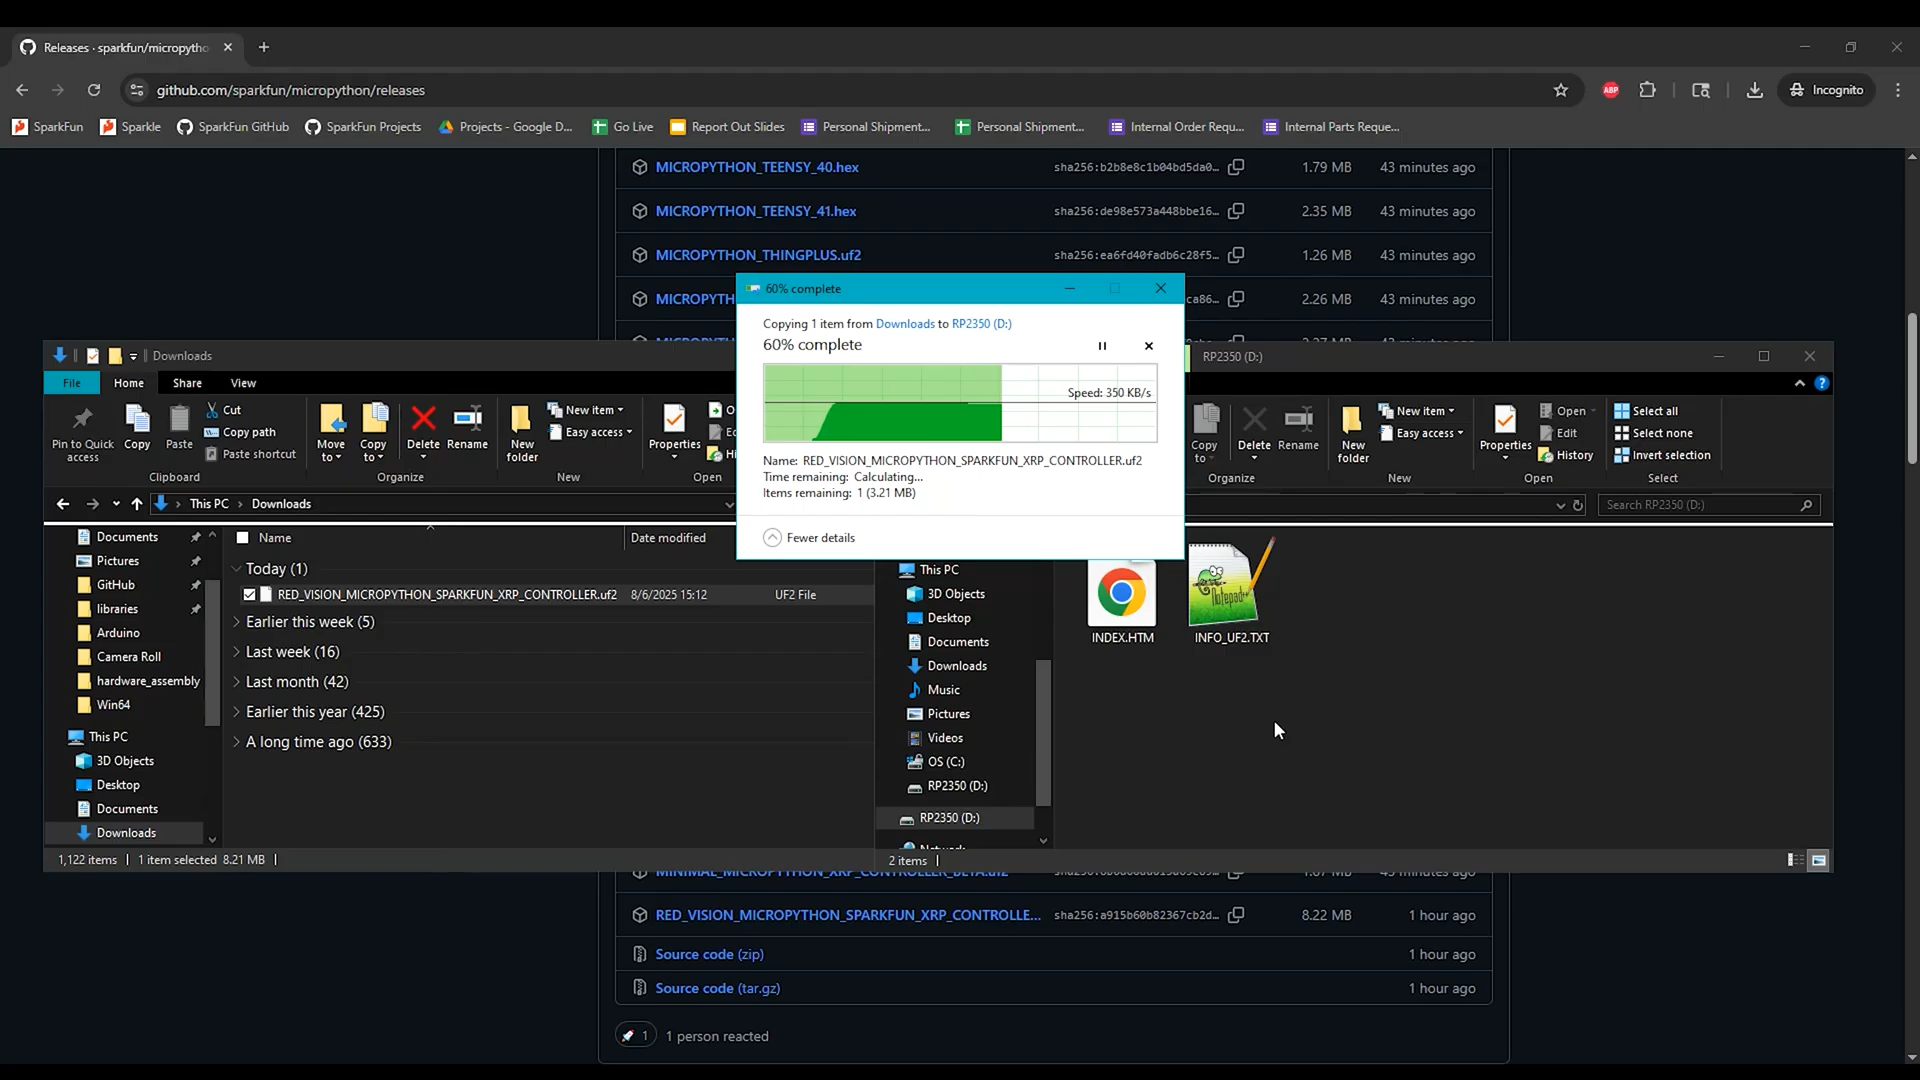 Releases · sparkfun/micropytho
github.com/sparkfun/micropython/releases
ABP
Incognito
SparkFun
Sparkle
SparkFun GitHub
SparkFun Projects
Projects - Google D...
Go Live
Report Out Slides
Personal Shipment...
Personal Shipment...
Internal Order Requ...
Internal Parts Reque...
MICROPYTHON_TEENSY_40.hex sha256:b2b8e8c1b04bd5da0... 1.79 MB 43 minutes ago
MICROPYTHON_TEENSY_41.hex sha256:de98e573a448bbe16... 2.35 MB 43 minutes ago
MICROPYTHON_THINGPLUS.uf2 sha256:ea6fd40fadb6c28f5... 1.26 MB 43 minutes ago
MICROPYTH ca86... 2.26 MB 43 minutes ago
60% complete
Copying 1 item from Downloads to RP2350 (D:)
60% complete
Speed: 350 KB/s
Name: RED_VISION_MICROPYTHON_SPARKFUN_XRP_CONTROLLER.uf2
Time remaining: Calculating...
Items remaining: 1 (3.21 MB)
Fewer details
Downloads
File Home Share View
Pin to Quick access
Copy
Paste
Cut
Copy path
Paste shortcut
Clipboard
Move to
Copy to
Delete
Rename
Organize
New folder
New item
Easy access
New
Properties
Open
This PC > Downloads
Documents
Pictures
GitHub
libraries
Arduino
Camera Roll
hardware_assembly
Win64
This PC
3D Objects
Desktop
Documents
Downloads
Name Date modified
Today (1)
RED_VISION_MICROPYTHON_SPARKFUN_XRP_CONTROLLER.uf2 8/6/2025 15:12 UF2 File
Earlier this week (5)
Last week (16)
Last month (42)
Earlier this year (425)
A long time ago (633)
1,122 items 1 item selected 8.21 MB
RP2350 (D:)
Copy to
Delete
Rename
Organize
New folder
New item
Easy access
New
Properties
Open
Edit
History
Open
Select all
Select none
Invert selection
Select
Search RP2350 (D:)
This PC
3D Objects
Desktop
Documents
Downloads
Music
Pictures
Videos
OS (C:)
RP2350 (D:)
RP2350 (D:)
Network
INDEX.HTM
Notepad++
INFO_UF2.TXT
2 items
MINIMAL_MICROPYTHON_XRP_CONTROLLER_BETA.uf2
RED_VISION_MICROPYTHON_SPARKFUN_XRP_CONTROLLE... sha256:a915b60b82367cb2d... 8.22 MB 1 hour ago
Source code (zip) 1 hour ago
Source code (tar.gz) 1 hour ago
1 1 person reacted